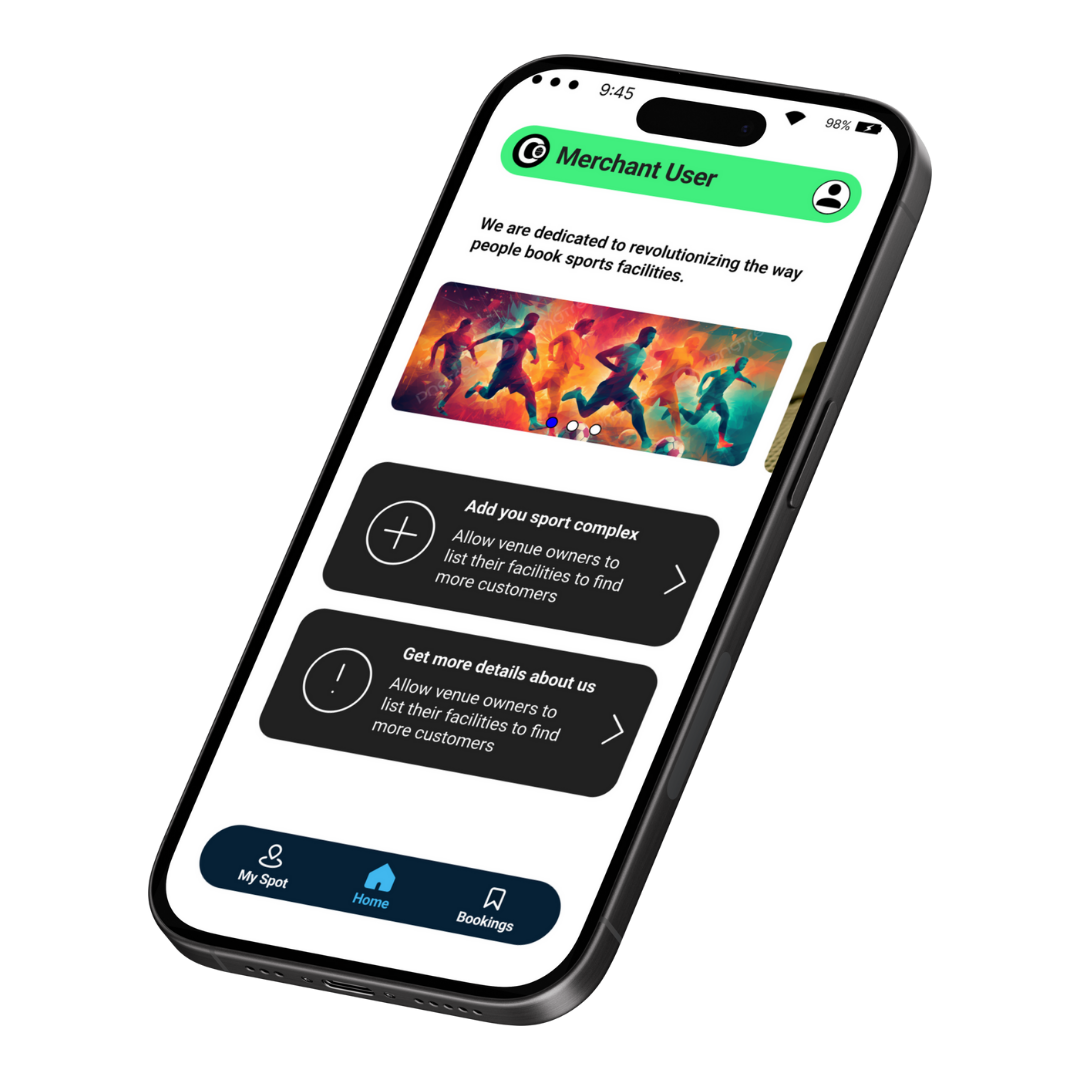 9:45
98%
Merchant User
We are dedicated to revolutionizing the way
people book sports facilities.
Add you sport complex
Allow venue owners to
list their facilities to find
more customers
Get more details about us
Allow venue owners to
list their facilities to find
more customers
My Spot
Home
Bookings